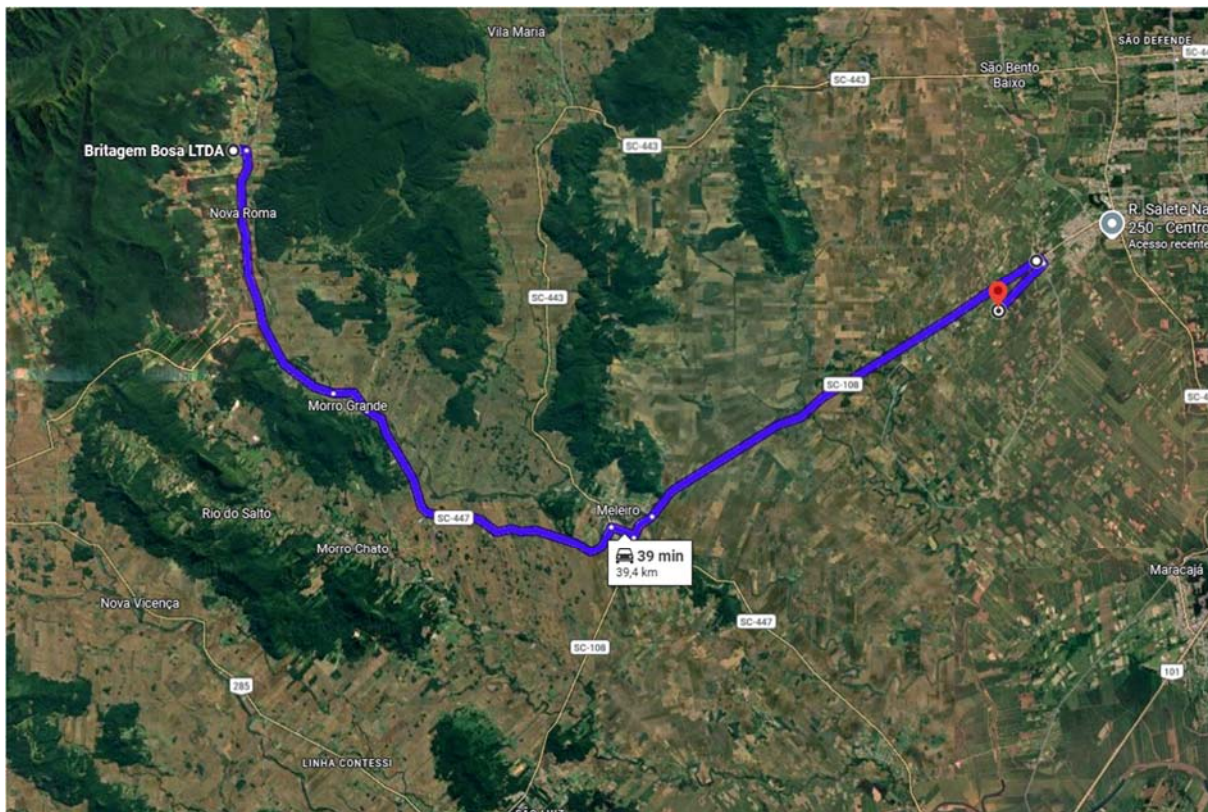 Vila Maria
SÃO DEFENDE
SC-443
São Bento
Baixo
SC-443
Britagem Bosa LTDA
Nova Roma
R. Salete Na
250 - Centro
Acesso recente
SC-443
SC-108
Morro Grande
Rio do Salto
SC-447
Meleiro
Morro Chato
39 min
39,4 km
Maracajá
Nova Vicença
SC-447
SC-108
101
285
LINHA CONTESSI